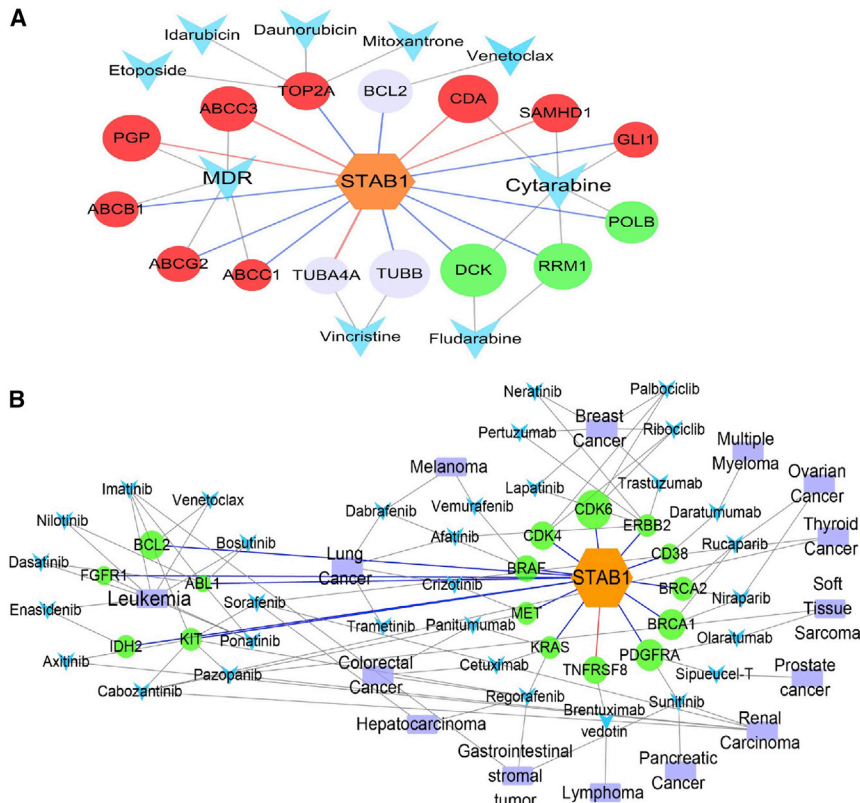 A
Idarubicin
Daunorubicin
Mitoxantrone
Etoposide
Venetoclax
TOP2A
BCL2
CDA
ABCC3
SAMHD1
PGP
GLI1
MDR
STAB1
Cytarabine
ABCB1
POLB
ABCG2
ABCC1
TUBA4A
TUBB
DCK
RRM1
Vincristine
Fludarabine
B
Neratinib
Palbociclib
Pertuzumab
Breast
Cancer
Ribociclib
Multiple
Myeloma
Melanoma
Lapatinib
Trastuzumab
Ovarian
Cancer
Imatinib
Venetoclax
Dabrafenib
Vemurafenib
CDK6
Daratumumab
Nilotinib
BCL2
Bosutinib
Afatinib
CDK4
ERBB2
Rucaparib
Thyroid
Cancer
Dasatinib
FGFR1
ABL1
Lung
Cancer
BRAF
CD38
Leukemia
Sorafenib
Crizotinib
STAB1
BRCA2
Niraparib
Soft
Tissue
Sarcoma
Enasidenib
MET
BRCA1
IDH2
KIT
Ponatinib
Trametinib
Panitumumab
KRAS
Olaratumab
Axitinib
Pazopanib
Colorectal
Cancer
Cetuximab
TNFRSF8
PDGFRA
Sipueucel-T
Prostate
cancer
Cabozantinib
Regorafenib
Brentuximab
vedotin
Sunitinib
Hepatocarcinoma
Renal
Carcinoma
Gastrointestinal
stromal
tumor
Lymphoma
Pancreatic
Cancer